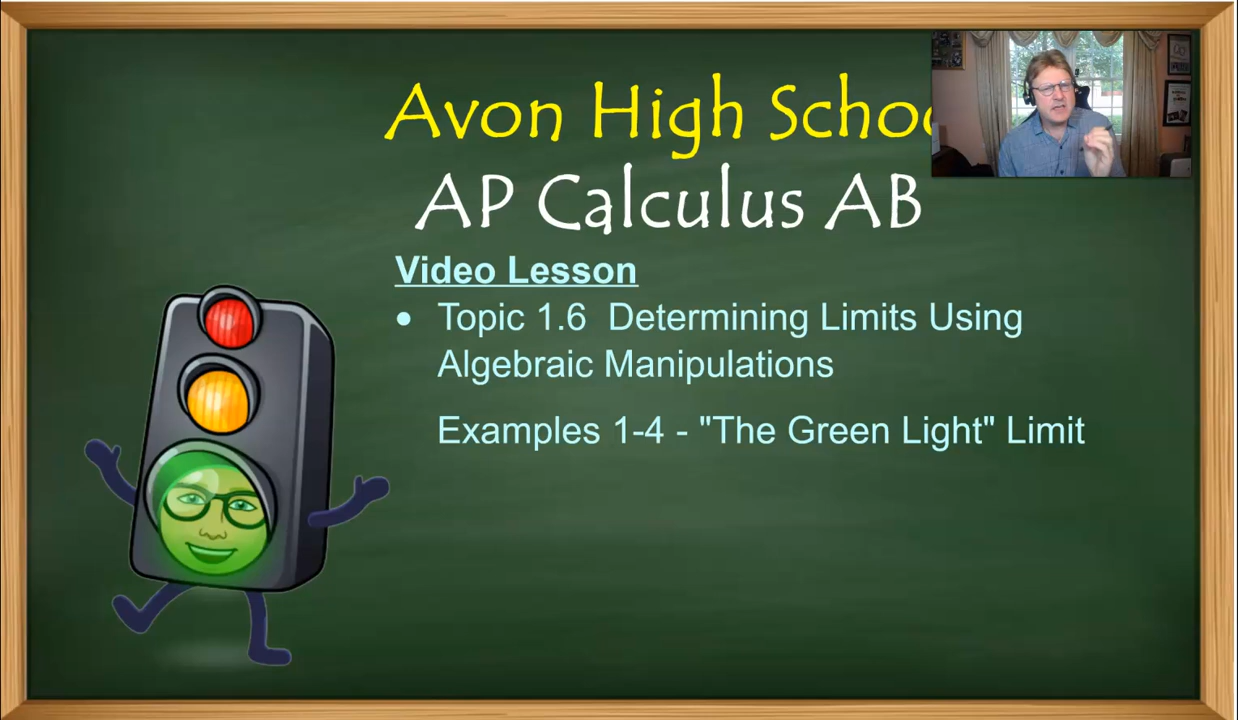 Avon High Schoo
AP Calculus AB
Video Lesson
• Topic 1.6 Determining Limits Using
Algebraic Manipulations
Examples 1-4 - "The Green Light" Limit